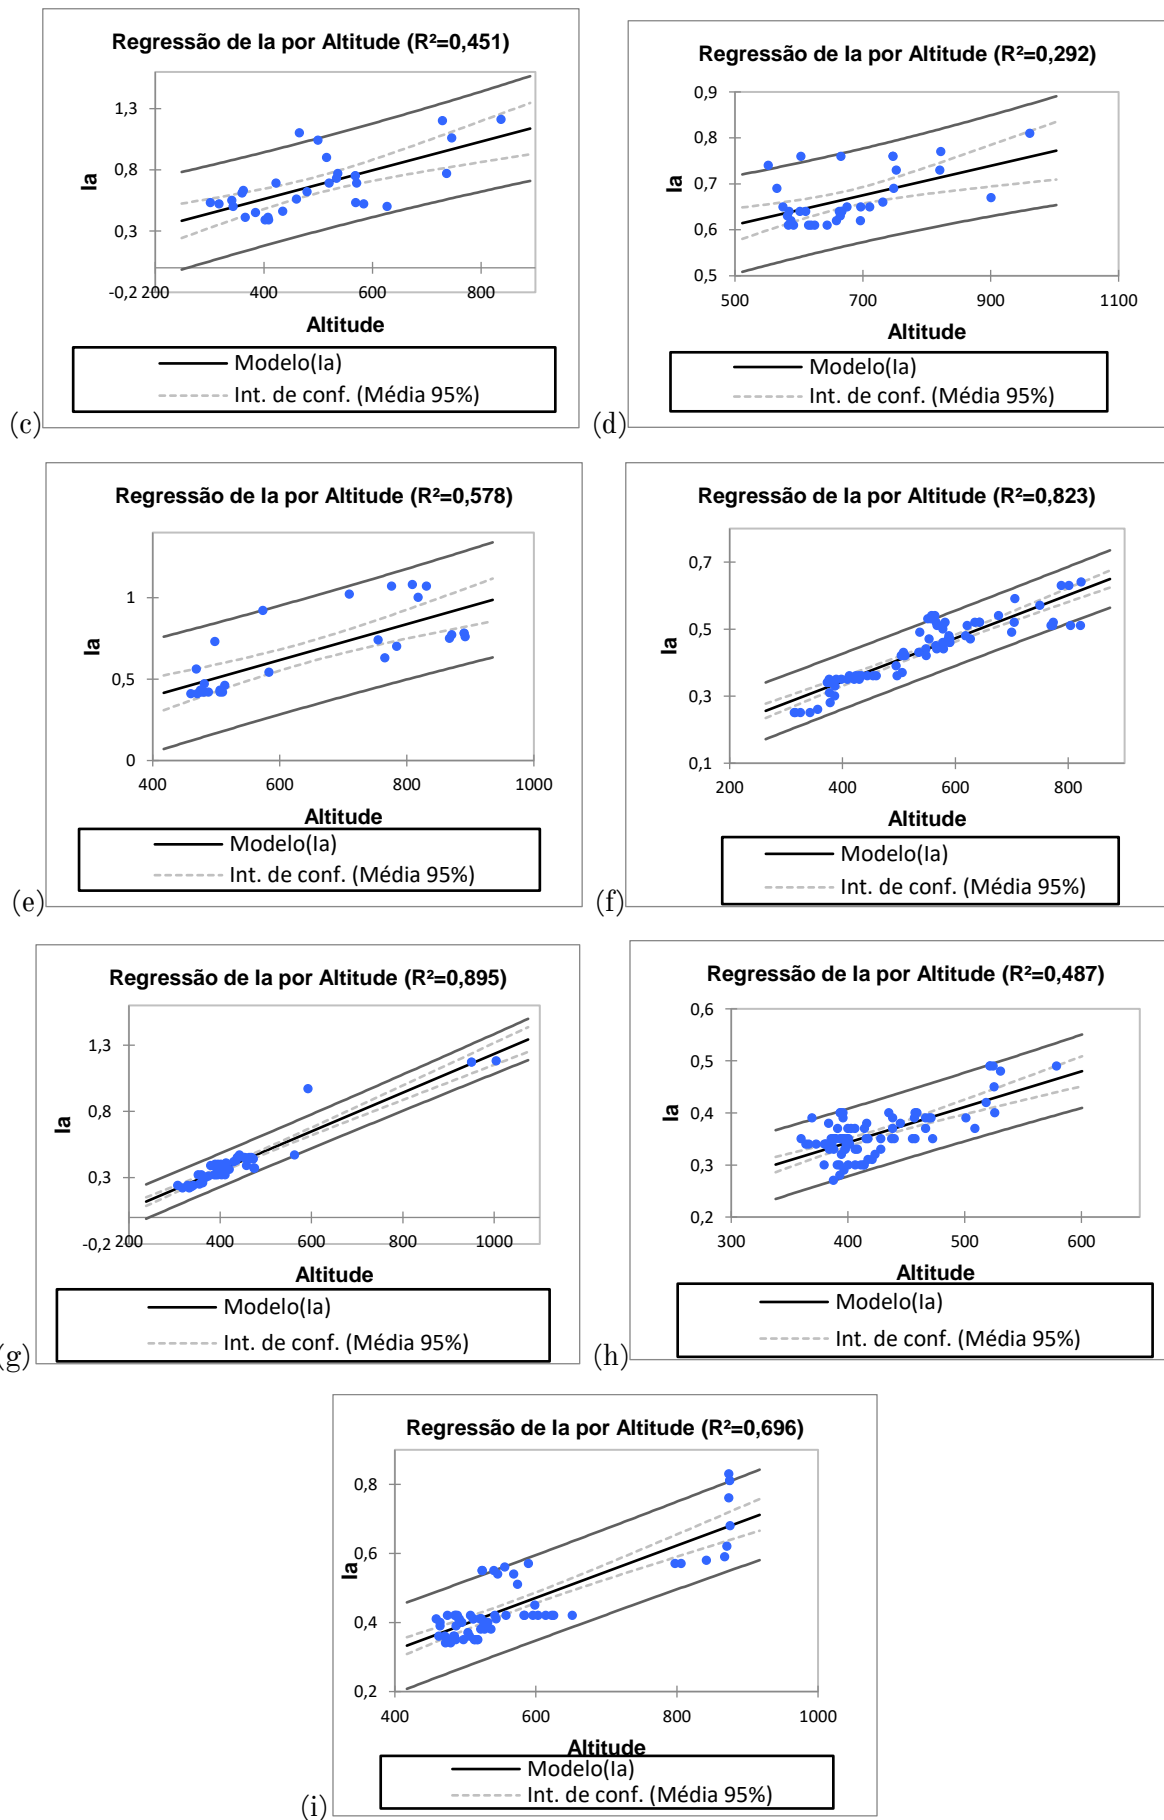 Regressão de Ia por Altitude (R²=0,451)
1,3
0,8
0,3
-0,2
200
400
600
800
Ia
Altitude
Modelo(Ia)
Int. de conf. (Média 95%)
(c)
Regressão de Ia por Altitude (R²=0,292)
0,9
0,8
0,7
0,6
0,5
500
700
900
1100
Ia
Altitude
Modelo(Ia)
Int. de conf. (Média 95%)
(d)
Regressão de Ia por Altitude (R²=0,578)
1
0,5
0
400
600
800
1000
Ia
Altitude
Modelo(Ia)
Int. de conf. (Média 95%)
(e)
Regressão de Ia por Altitude (R²=0,823)
0,7
0,5
0,3
0,1
200
400
600
800
Ia
Altitude
Modelo(Ia)
Int. de conf. (Média 95%)
(f)
Regressão de Ia por Altitude (R²=0,895)
1,3
0,8
0,3
-0,2
200
400
600
800
1000
Ia
Altitude
Modelo(Ia)
Int. de conf. (Média 95%)
(g)
Regressão de Ia por Altitude (R²=0,487)
0,6
0,5
0,4
0,3
0,2
300
400
500
600
Ia
Altitude
Modelo(Ia)
Int. de conf. (Média 95%)
(h)
Regressão de Ia por Altitude (R²=0,696)
0,8
0,6
0,4
0,2
400
600
800
1000
Ia
Altitude
Modelo(Ia)
Int. de conf. (Média 95%)
(i)